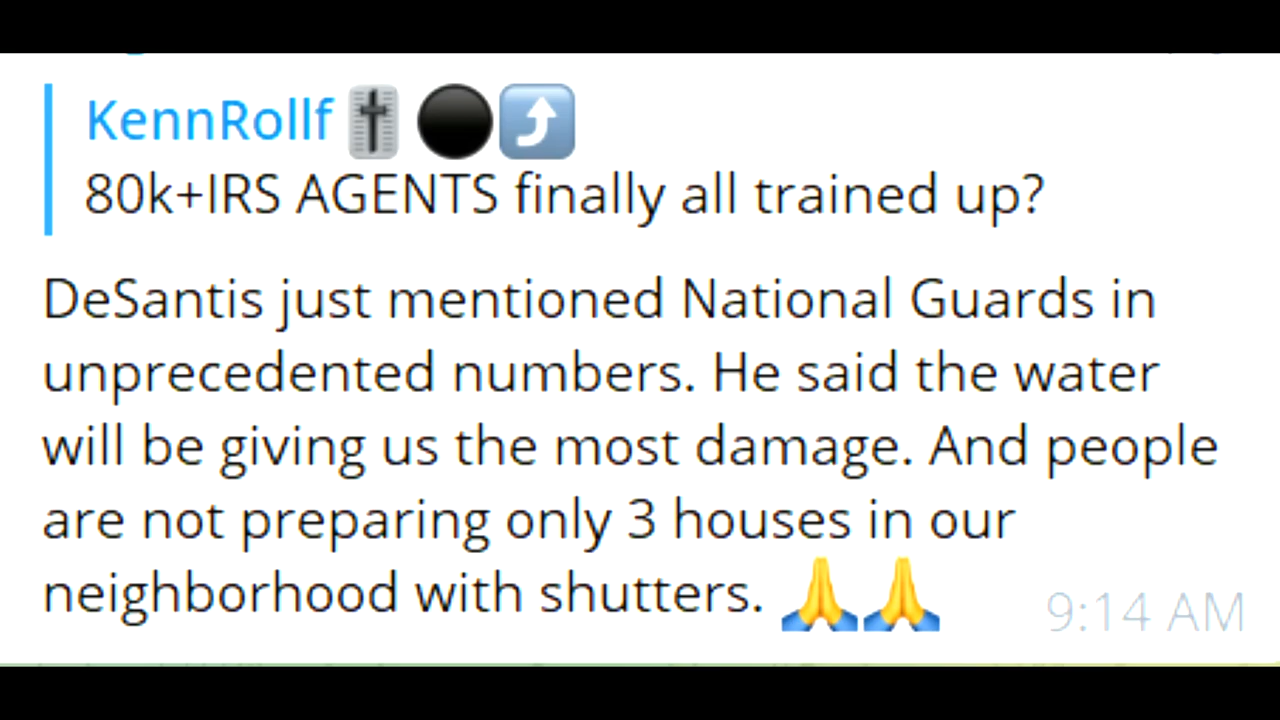 KennRollf🎚️⚫⤴️
80k+IRS AGENTS finally all trained up?
DeSantis just mentioned National Guards in
unprecedented numbers. He said the water
will be giving us the most damage. And people
are not preparing only 3 houses in our
neighborhood with shutters. 🙏🙏
9:14 AM